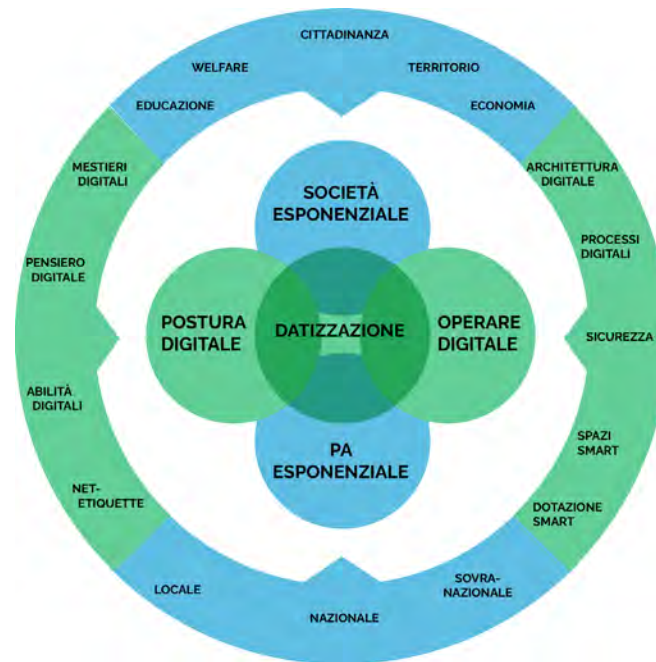 CITTADINANZA
WELFARE
TERRITORIO
EDUCAZIONE
ECONOMIA
MESTIERI
DIGITALI
ARCHITETTURA
DIGITALE
SOCIETÀ
ESPONENZIALE
PROCESSI
DIGITALI
PENSIERO
DIGITALE
POSTURA
DIGITALE
DATIZZAZIONE
OPERARE
DIGITALE
SICUREZZA
ABILITÀ
DIGITALI
SPAZI
SMART
PA
ESPONENZIALE
NET-
ETIQUETTE
DOTAZIONE
SMART
LOCALE
NAZIONALE
SOVRA-
NAZIONALE